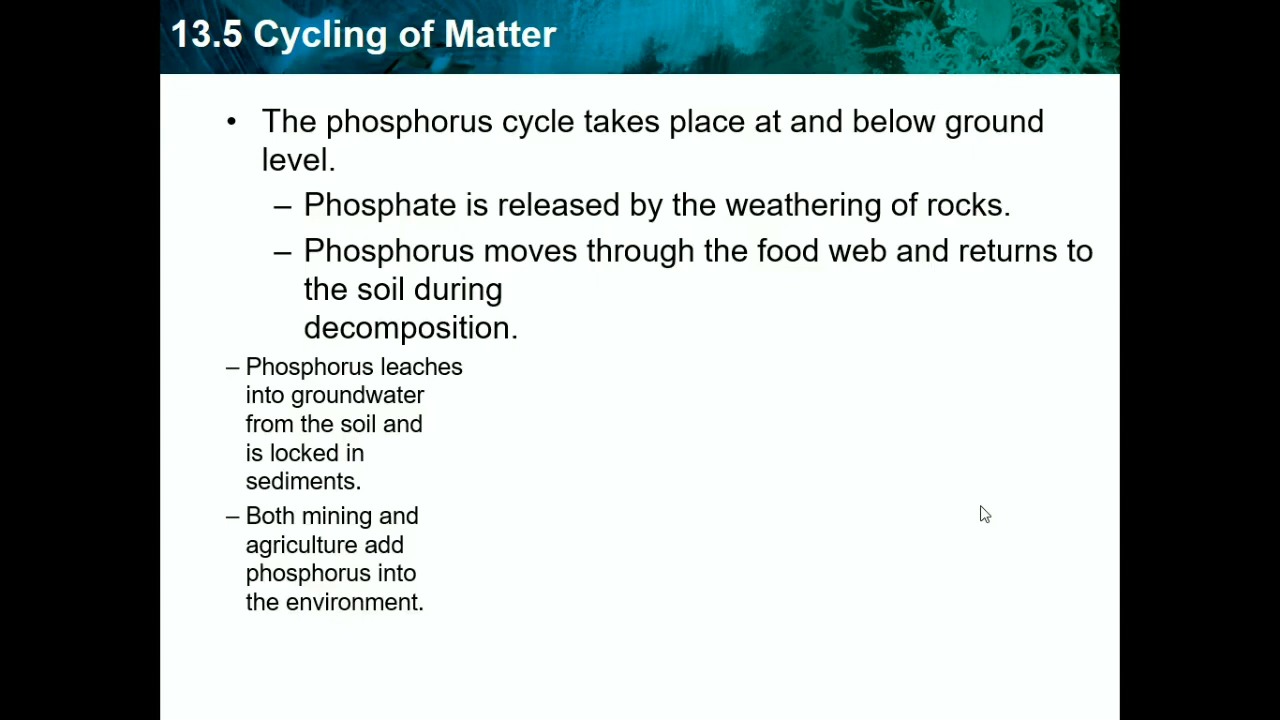 13.5 Cycling of Matter
• The phosphorus cycle takes place at and below ground
level.
– Phosphate is released by the weathering of rocks.
– Phosphorus moves through the food web and returns to
the soil during
decomposition.
– Phosphorus leaches
into groundwater
from the soil and
is locked in
sediments.
– Both mining and
agriculture add
phosphorus into
the environment.